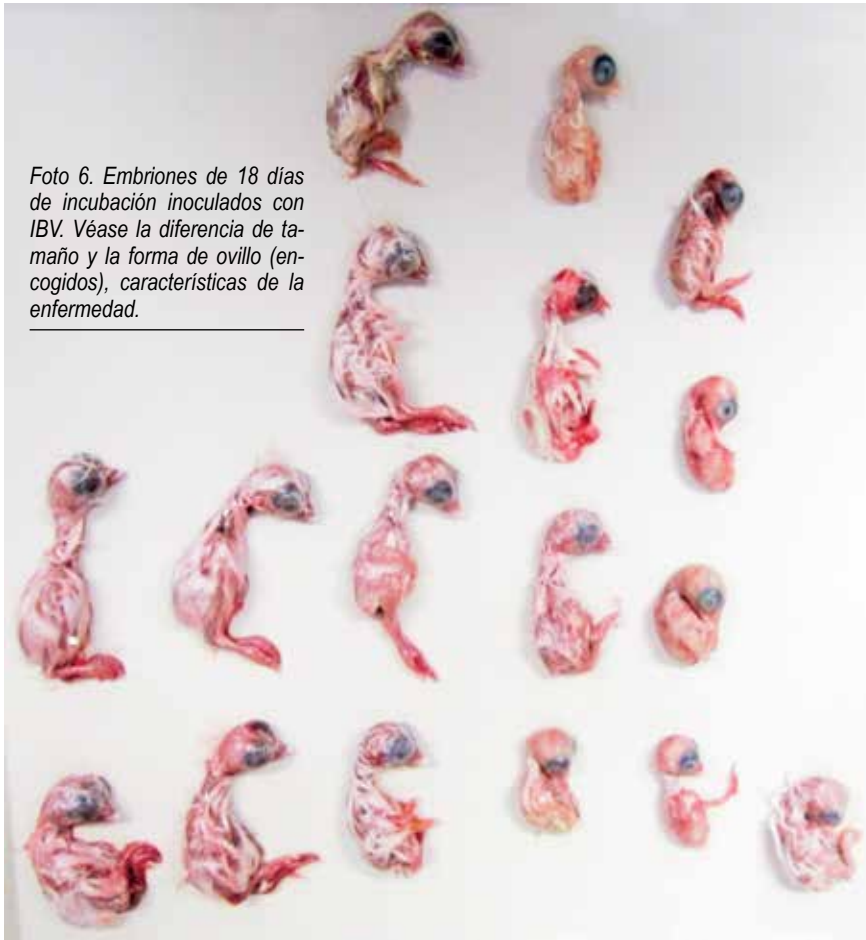 Foto 6. Embriones de 18 días
de incubación inoculados con
IBV. Véase la diferencia de ta-
maño y la forma de ovillo (en-
cogidos), características de la
enfermedad.